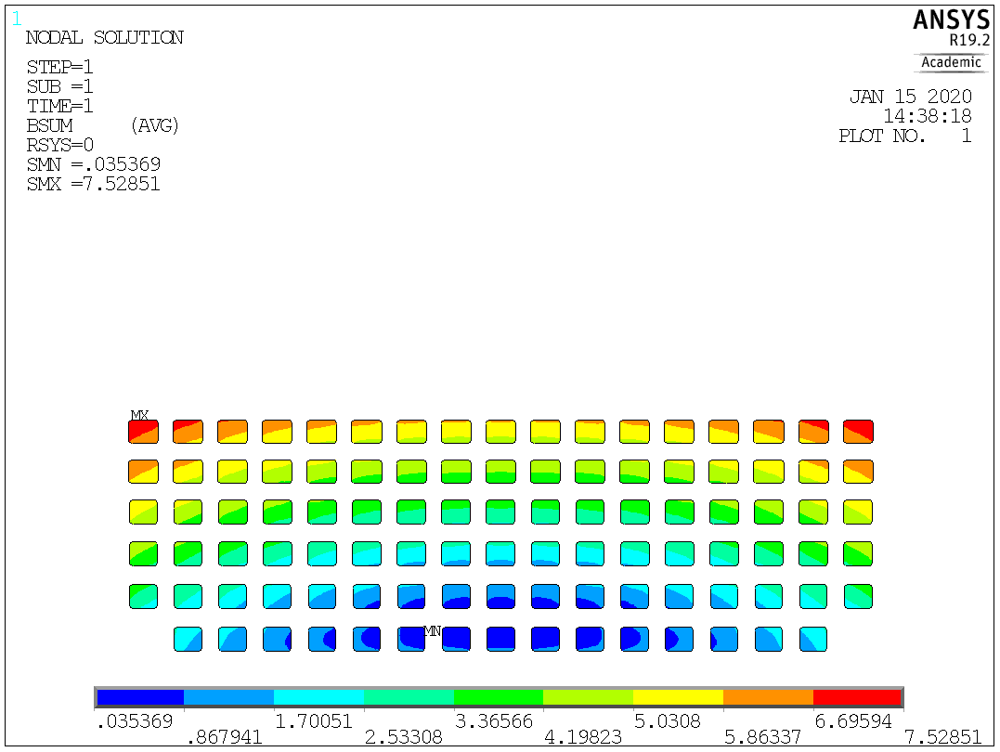 1
NODAL SOLUTION
STEP=1
SUB =1
TIME=1
BSUM (AVG)
RSYS=0
SMN =.035369
SMX =7.52851
ANSYS
R19.2
Academic
JAN 15 2020
14:38:18
PLOT NO. 1
MX
MN
.035369 1.70051 3.36566 5.0308 6.69594
.867941 2.53308 4.19823 5.86337 7.52851